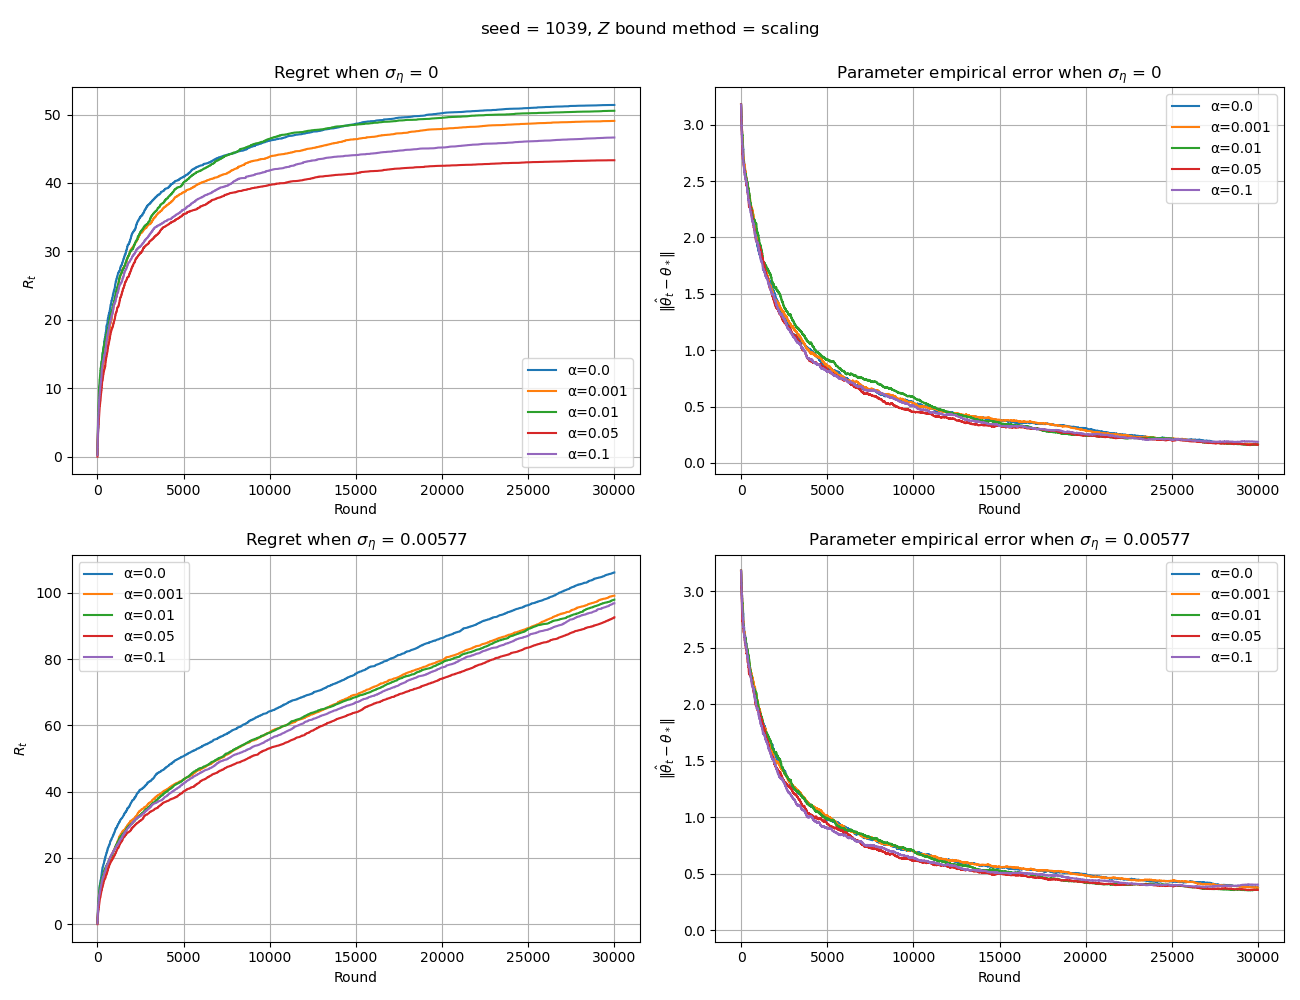 seed = 1039, Z bound method = scaling
Regret when σ_η = 0
R_t
50
40
30
20
10
0
α=0.0
α=0.001
α=0.01
α=0.05
α=0.1
0 5000 10000 15000 20000 25000 30000
Round
Parameter empirical error when σ_η = 0
‖θ̂_t − θ_*‖
3.0
2.5
2.0
1.5
1.0
0.5
0.0
α=0.0
α=0.001
α=0.01
α=0.05
α=0.1
0 5000 10000 15000 20000 25000 30000
Round
Regret when σ_η = 0.00577
R_t
100
80
60
40
20
0
α=0.0
α=0.001
α=0.01
α=0.05
α=0.1
0 5000 10000 15000 20000 25000 30000
Round
Parameter empirical error when σ_η = 0.00577
‖θ̂_t − θ_*‖
3.0
2.5
2.0
1.5
1.0
0.5
0.0
α=0.0
α=0.001
α=0.01
α=0.05
α=0.1
0 5000 10000 15000 20000 25000 30000
Round